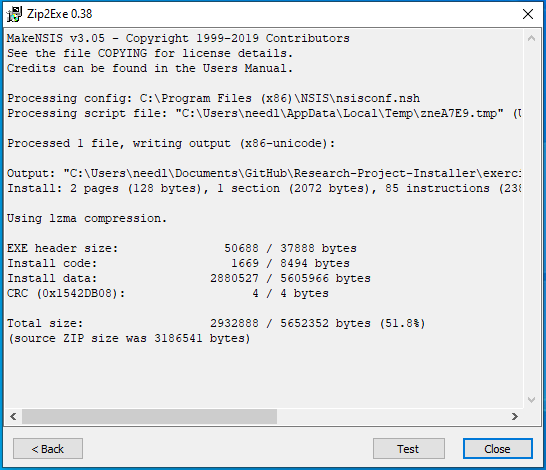 Zip2Exe 0.38
MakeNSIS v3.05 - Copyright 1999-2019 Contributors
See the file COPYING for license details.
Credits can be found in the Users Manual.
Processing config: C:\Program Files (x86)\NSIS\nsisconf.nsh
Processing script file: "C:\Users\needl\AppData\Local\Temp\zneA7E9.tmp" (U
Processed 1 file, writing output (x86-unicode):
Output: "C:\Users\needl\Documents\GitHub\Research-Project-Installer\exerci
Install: 2 pages (128 bytes), 1 section (2072 bytes), 85 instructions (238
Using lzma compression.
EXE header size: 50688 / 37888 bytes
Install code: 1669 / 8494 bytes
Install data: 2880527 / 5605966 bytes
CRC (0x1542DB08): 4 / 4 bytes
Total size: 2932888 / 5652352 bytes (51.8%)
(source ZIP size was 3186541 bytes)
< Back Test Close